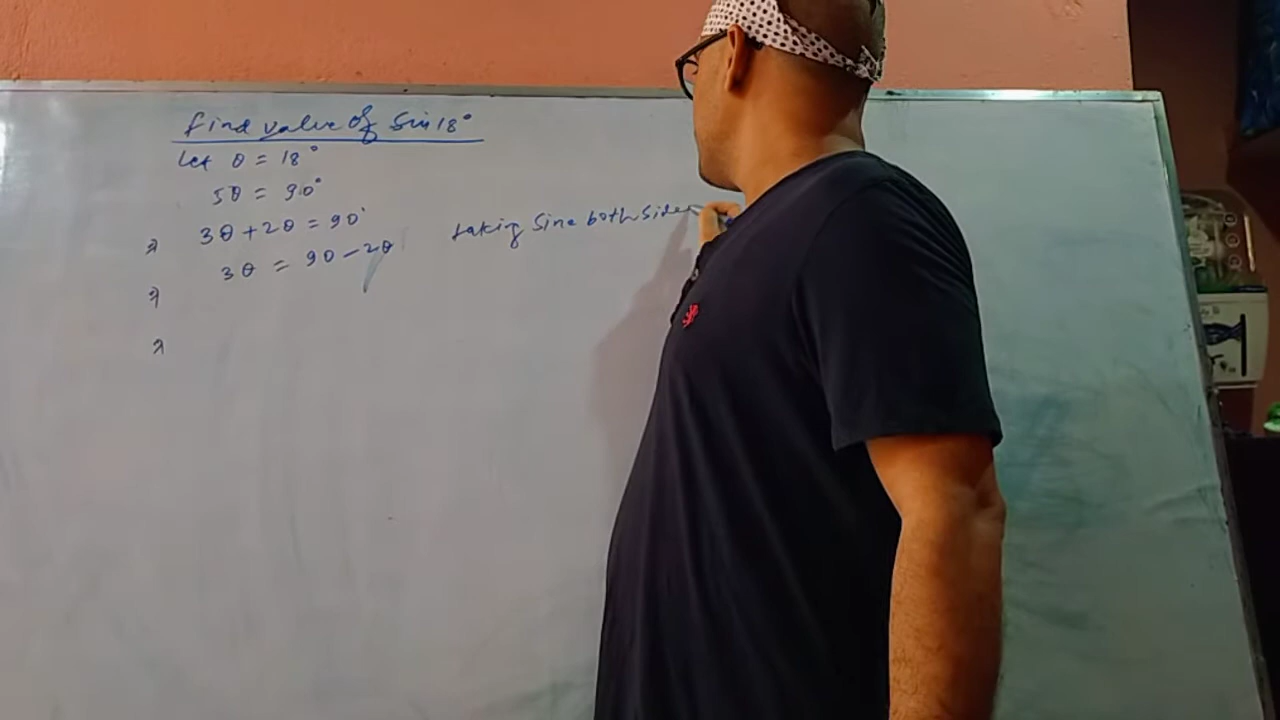 find value of Sin 18°
Let θ = 18°
5θ = 90°
⇒ 3θ + 2θ = 90°
taking Sine both sides
⇒ 3θ = 90 - 2θ
⇒